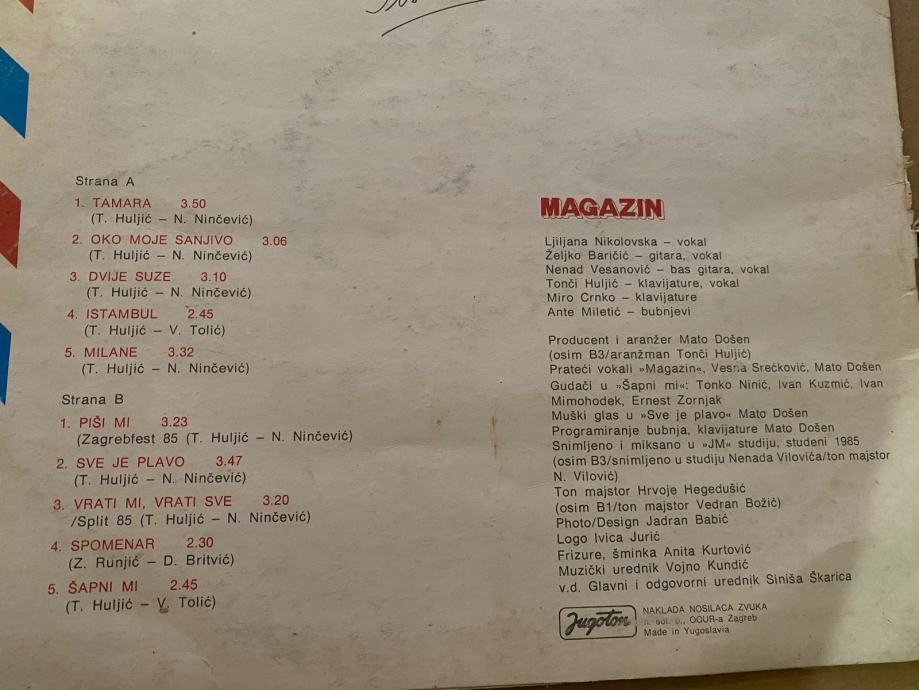 Strana A
1. TAMARA 3.50
(T. Huljić – N. Ninčević)
2. OKO MOJE SANJIVO 3.06
(T. Huljić – N. Ninčević)
3. DVIJE SUZE 3.10
(T. Huljić – N. Ninčević)
4. ISTAMBUL 2.45
(T. Huljić – V. Tolić)
5. MILANE 3.32
(T. Huljić – N. Ninčević)
Strana B
1. PIŠI MI 3.23
(Zagrebfest 85 (T. Huljić – N. Ninčević)
2. SVE JE PLAVO 3.47
(T. Huljić – N. Ninčević)
3. VRATI MI, VRATI SVE 3.20
/Split 85 (T. Huljić – N. Ninčević)
4. SPOMENAR 2.30
(Z. Runjić – D. Britvić)
5. ŠAPNI MI 2.45
(T. Huljić – V. Tolić)
MAGAZIN
Ljiljana Nikolovska – vokal
Željko Baričić – gitara, vokal
Nenad Vesanović – bas gitara, vokal
Tonči Huljić – klavijature, vokal
Miro Crnko – klavijature
Ante Miletić – bubnjevi
Producent i aranžer Mato Došen
(osim B3/aranžman Tonči Huljić)
Prateći vokali »Magazin«, Vesna Srećković, Mato Došen
Gudači u »Šapni mi«: Tonko Ninić, Ivan Kuzmić, Ivan
Mimohodek, Ernest Zornjak
Muški glas u »Sve je plavo« Mato Došen
Programiranje bubnja, klavijature Mato Došen
Snimljeno i miksano u »JM« studiju, studeni 1985
(osim B3/snimljeno u studiju Nenada Vilovića/ton majstor
N. Vilović)
Ton majstor Hrvoje Hegedušić
(osim B1/ton majstor Vedran Božić)
Photo/Design Jadran Babić
Logo Ivica Jurić
Frizure, šminka Anita Kurtović
Muzički urednik Vojno Kundić
v.d. Glavni i odgovorni urednik Siniša Škarica
Jugoton
NAKLADA NOSILACA ZVUKA
n. sol. o., OOUR-a Zagreb
Made in Yugoslavia